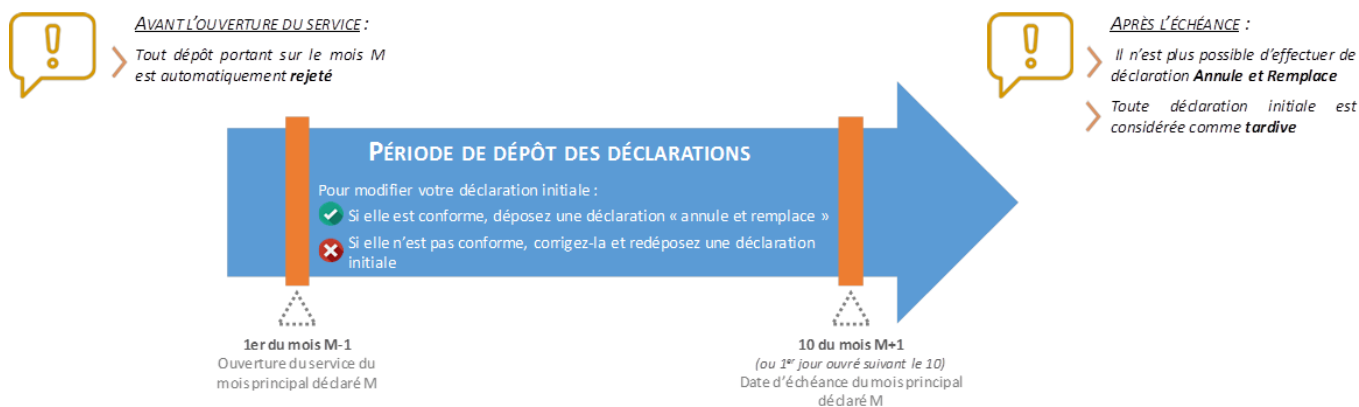 AVANT L'OUVERTURE DU SERVICE :
Tout dépôt portant sur le mois M
est automatiquement rejeté
APRÈS L'ÉCHÉANCE :
Il n'est plus possible d'effectuer de
déclaration Annule et Remplace
Toute déclaration initiale est
considérée comme tardive
PÉRIODE DE DÉPÔT DES DÉCLARATIONS
Pour modifier votre déclaration initiale :
Si elle est conforme, déposez une déclaration « annule et remplace »
Si elle n'est pas conforme, corrigez-la et redéposez une déclaration
initiale
1er du mois M-1
Ouverture du service du
mois principal déclaré M
10 du mois M+1
(ou 1er jour ouvré suivant le 10)
Date d'échéance du mois principal
déclaré M